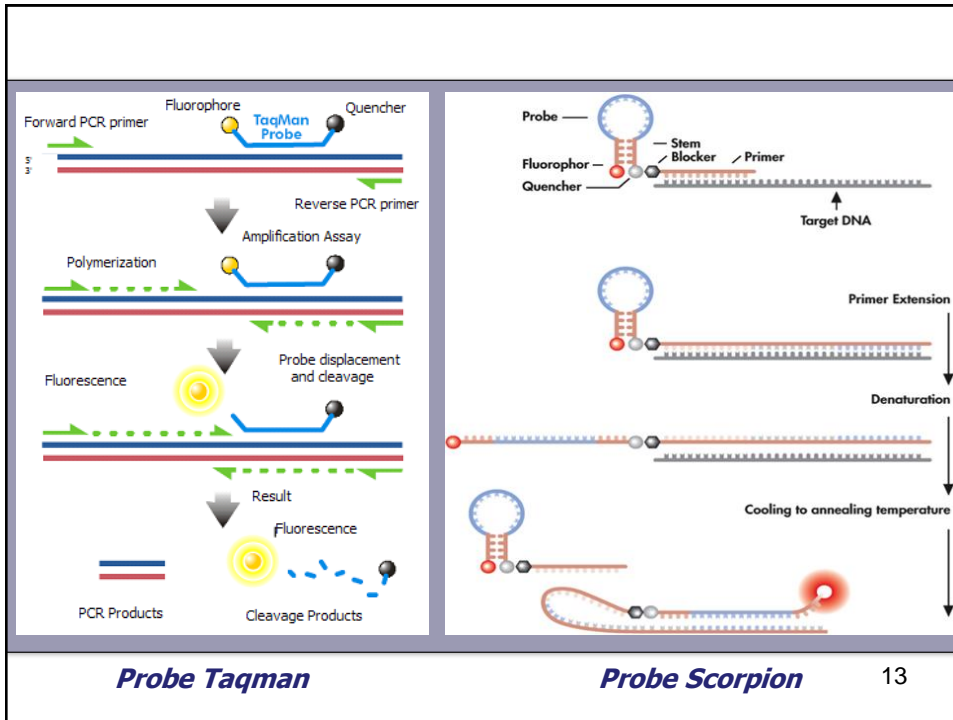 Fluorophore
Quencher
TaqMan
Probe
Forward PCR primer
5'
3'
Reverse PCR primer
Amplification Assay
Polymerization
Probe displacement
and cleavage
Fluorescence
Result
Fluorescence
PCR Products
Cleavage Products
Probe
Stem
Blocker
Primer
Fluorophor
Quencher
Target DNA
Primer Extension
Denaturation
Cooling to annealing temperature
Probe Taqman
Probe Scorpion
13